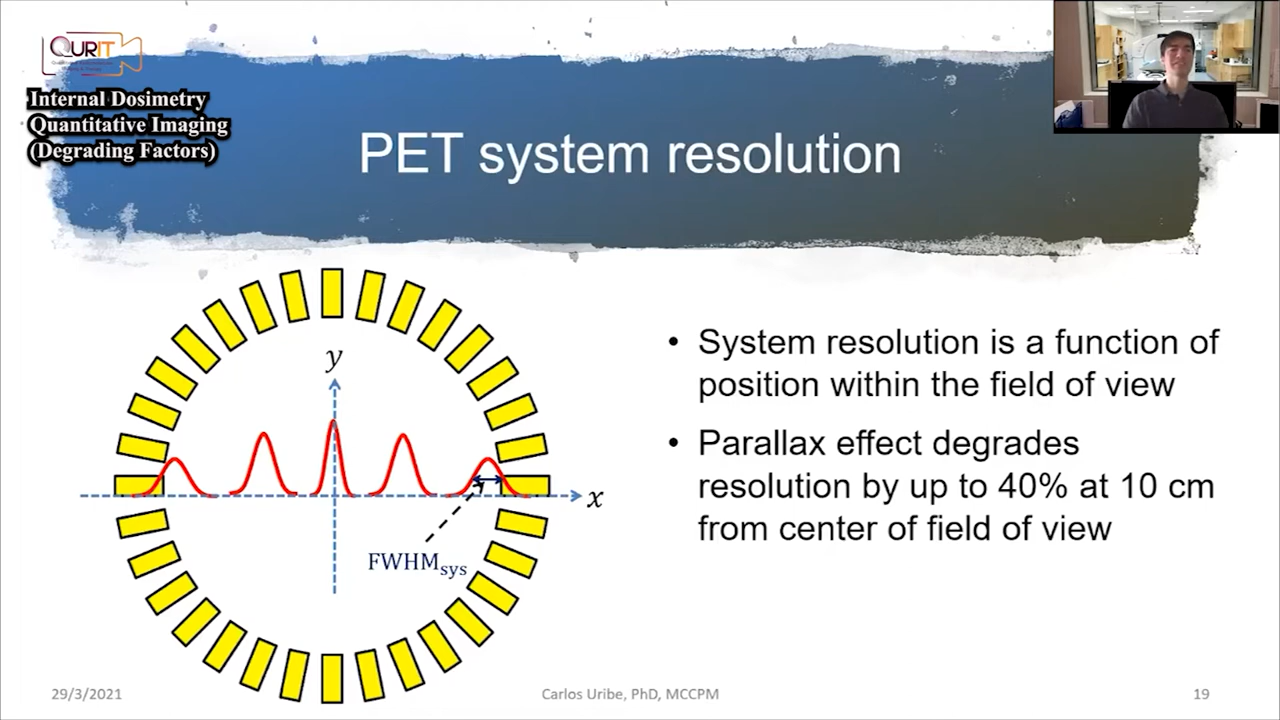 QURIT
Internal Dosimetry
Quantitative Imaging
(Degrading Factors)
PET system resolution
y
x
FWHMsys
• System resolution is a function of
position within the field of view
• Parallax effect degrades
resolution by up to 40% at 10 cm
from center of field of view
29/3/2021
Carlos Uribe, PhD, MCCPM
19